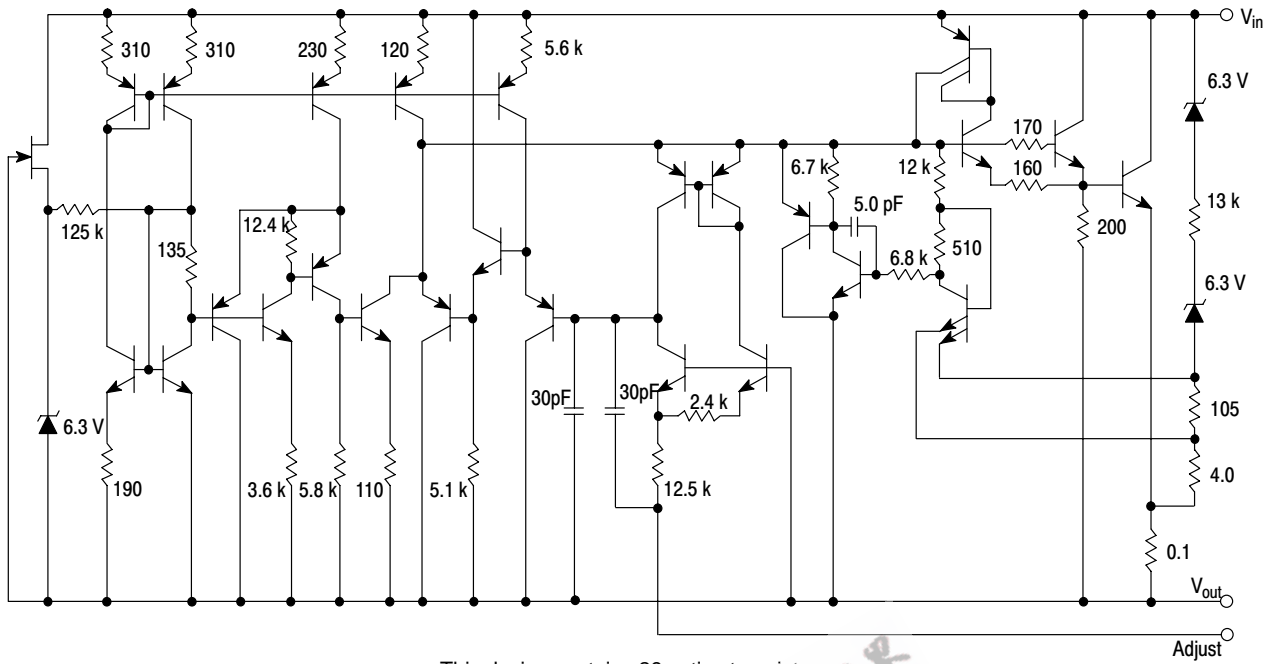 Vin
310
310
230
120
5.6 k
6.3 V
170
160
6.7 k
12 k
5.0 pF
13 k
125 k
12.4 k
135
510
200
6.8 k
6.3 V
30pF
30pF
2.4 k
105
6.3 V
190
3.6 k
5.8 k
110
5.1 k
12.5 k
4.0
0.1
Vout
Adjust